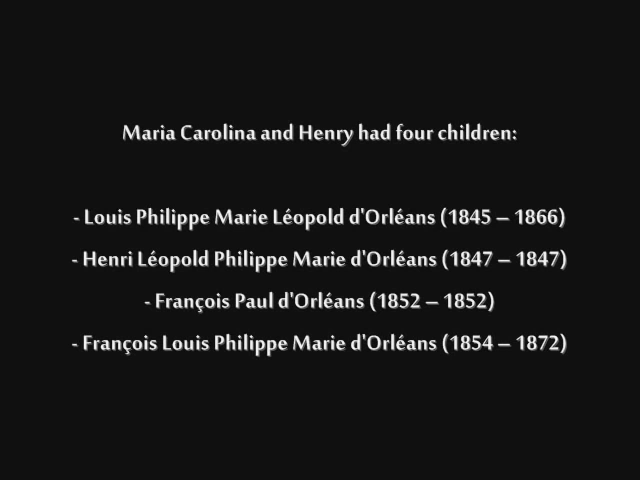 Maria Carolina and Henry had four children:
- Louis Philippe Marie Léopold d'Orléans (1845 – 1866)
- Henri Léopold Philippe Marie d'Orléans (1847 – 1847)
- François Paul d'Orléans (1852 – 1852)
- François Louis Philippe Marie d'Orléans (1854 – 1872)